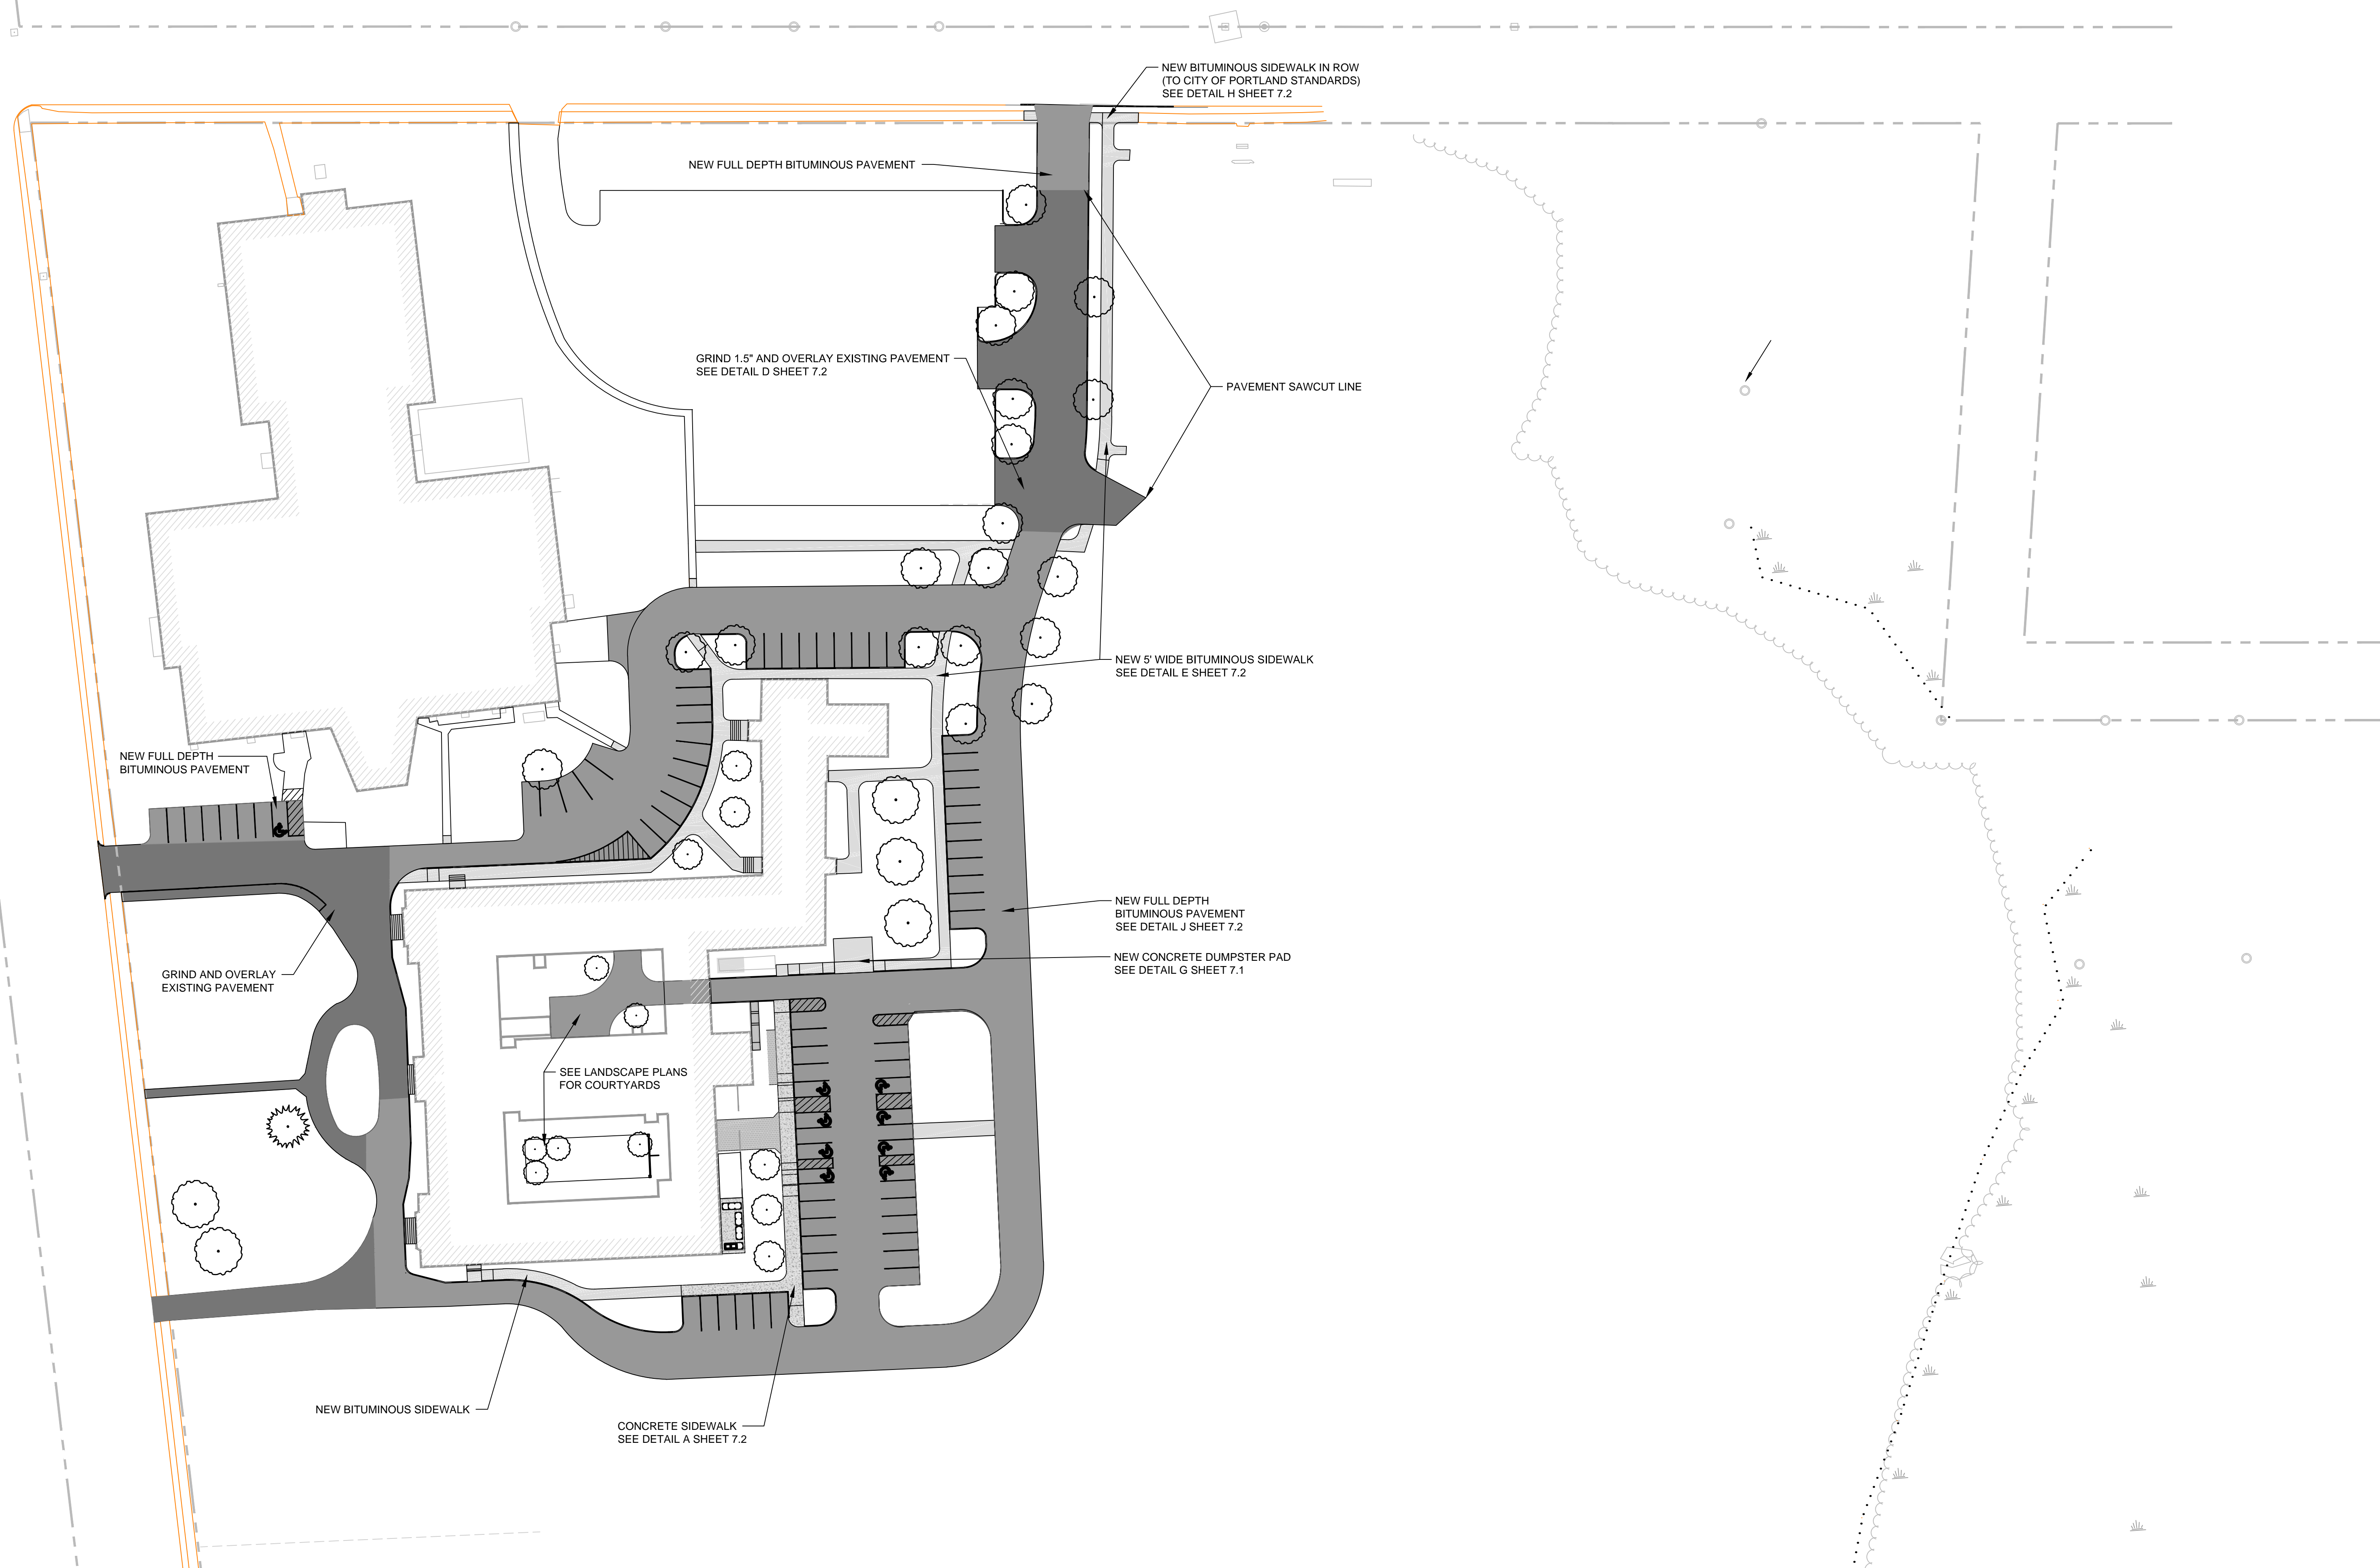 NEW BITUMINOUS SIDEWALK IN ROW
(TO CITY OF PORTLAND STANDARDS)
SEE DETAIL H SHEET 7.2
NEW FULL DEPTH BITUMINOUS PAVEMENT
GRIND 1.5" AND OVERLAY EXISTING PAVEMENT
SEE DETAIL D SHEET 7.2
PAVEMENT SAWCUT LINE
NEW 5' WIDE BITUMINOUS SIDEWALK
SEE DETAIL E SHEET 7.2
NEW FULL DEPTH
BITUMINOUS PAVEMENT
NEW FULL DEPTH
BITUMINOUS PAVEMENT
SEE DETAIL J SHEET 7.2
NEW CONCRETE DUMPSTER PAD
SEE DETAIL G SHEET 7.1
GRIND AND OVERLAY
EXISTING PAVEMENT
SEE LANDSCAPE PLANS
FOR COURTYARDS
NEW BITUMINOUS SIDEWALK
CONCRETE SIDEWALK
SEE DETAIL A SHEET 7.2